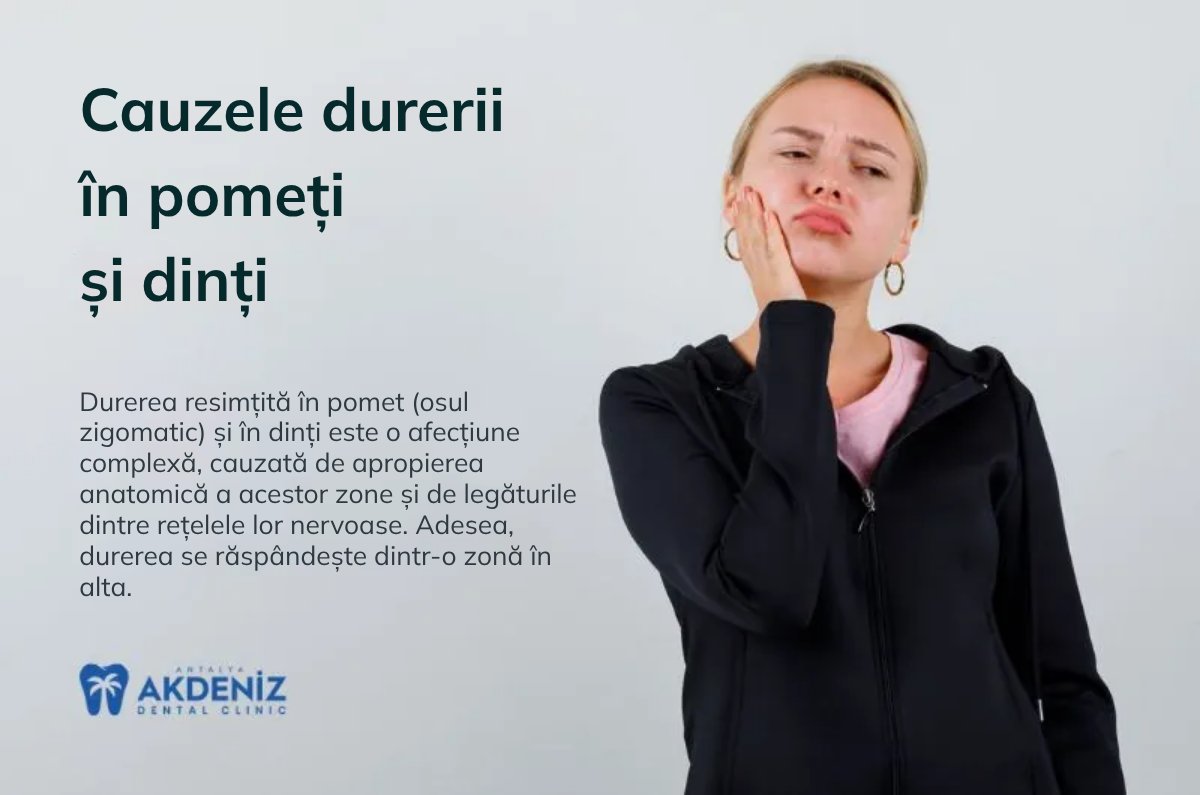 Cauzele durerii
în pomeți
și dinți
Durerea resimțită în pomet (osul
zigomatic) și în dinți este o afecțiune
complexă, cauzată de apropierea
anatomică a acestor zone și de legăturile
dintre rețelele lor nervoase. Adesea,
durerea se răspândește dintr-o zonă în
alta.
ANTALYA
AKDENİZ
DENTAL CLINIC